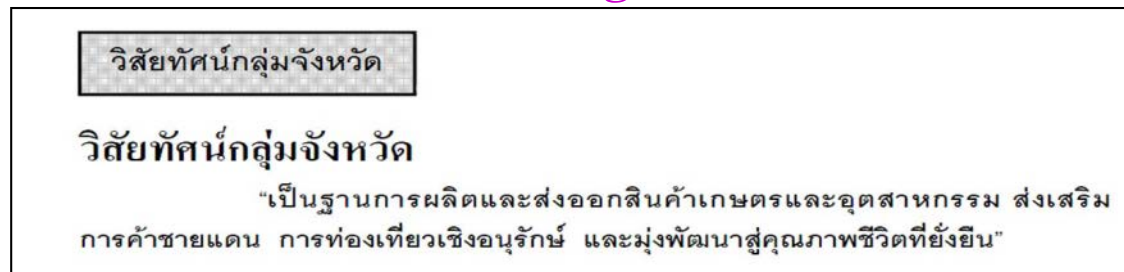 วิสัยทัศน์กลุ่มจังหวัด
วิสัยทัศน์กลุ่มจังหวัด
“เป็นฐานการผลิตและส่งออกสินค้าเกษตรและอุตสาหกรรม ส่งเสริม
การค้าชายแดน การท่องเที่ยวเชิงอนุรักษ์ และมุ่งพัฒนาสู่คุณภาพชีวิตที่ยั่งยืน”